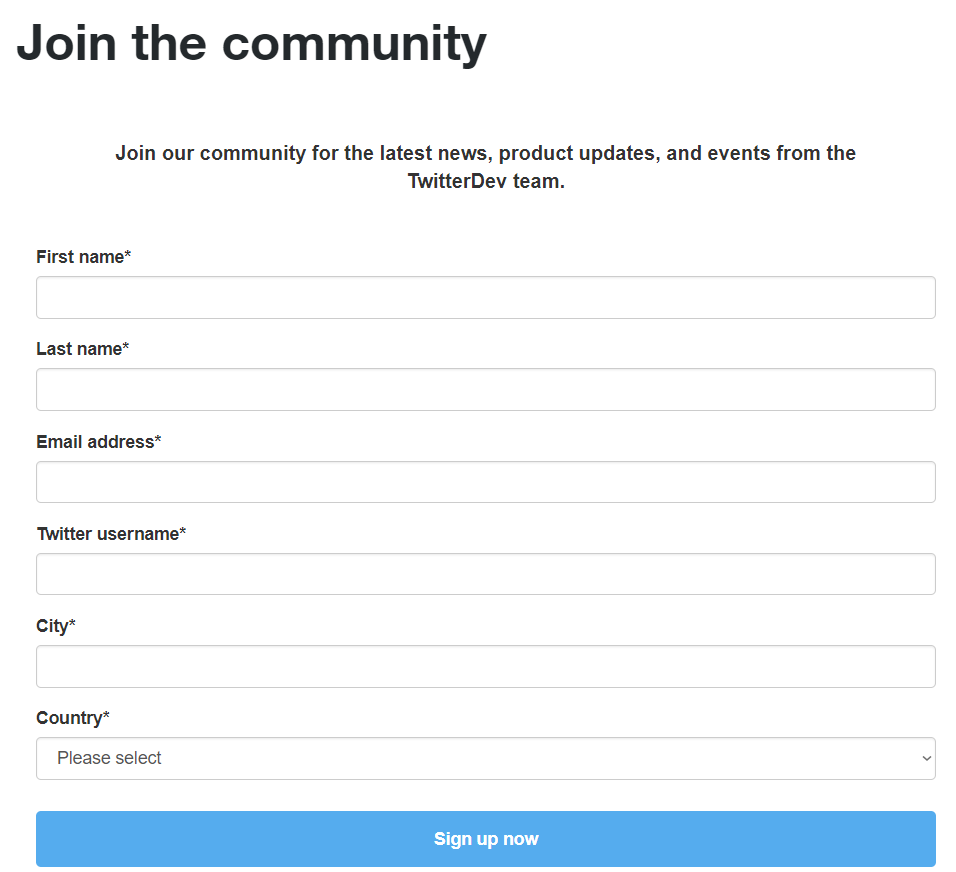 Join the community
Join our community for the latest news, product updates, and events from the
TwitterDev team.
First name*
Last name*
Email address*
Twitter username*
City*
Country*
Please select
Sign up now